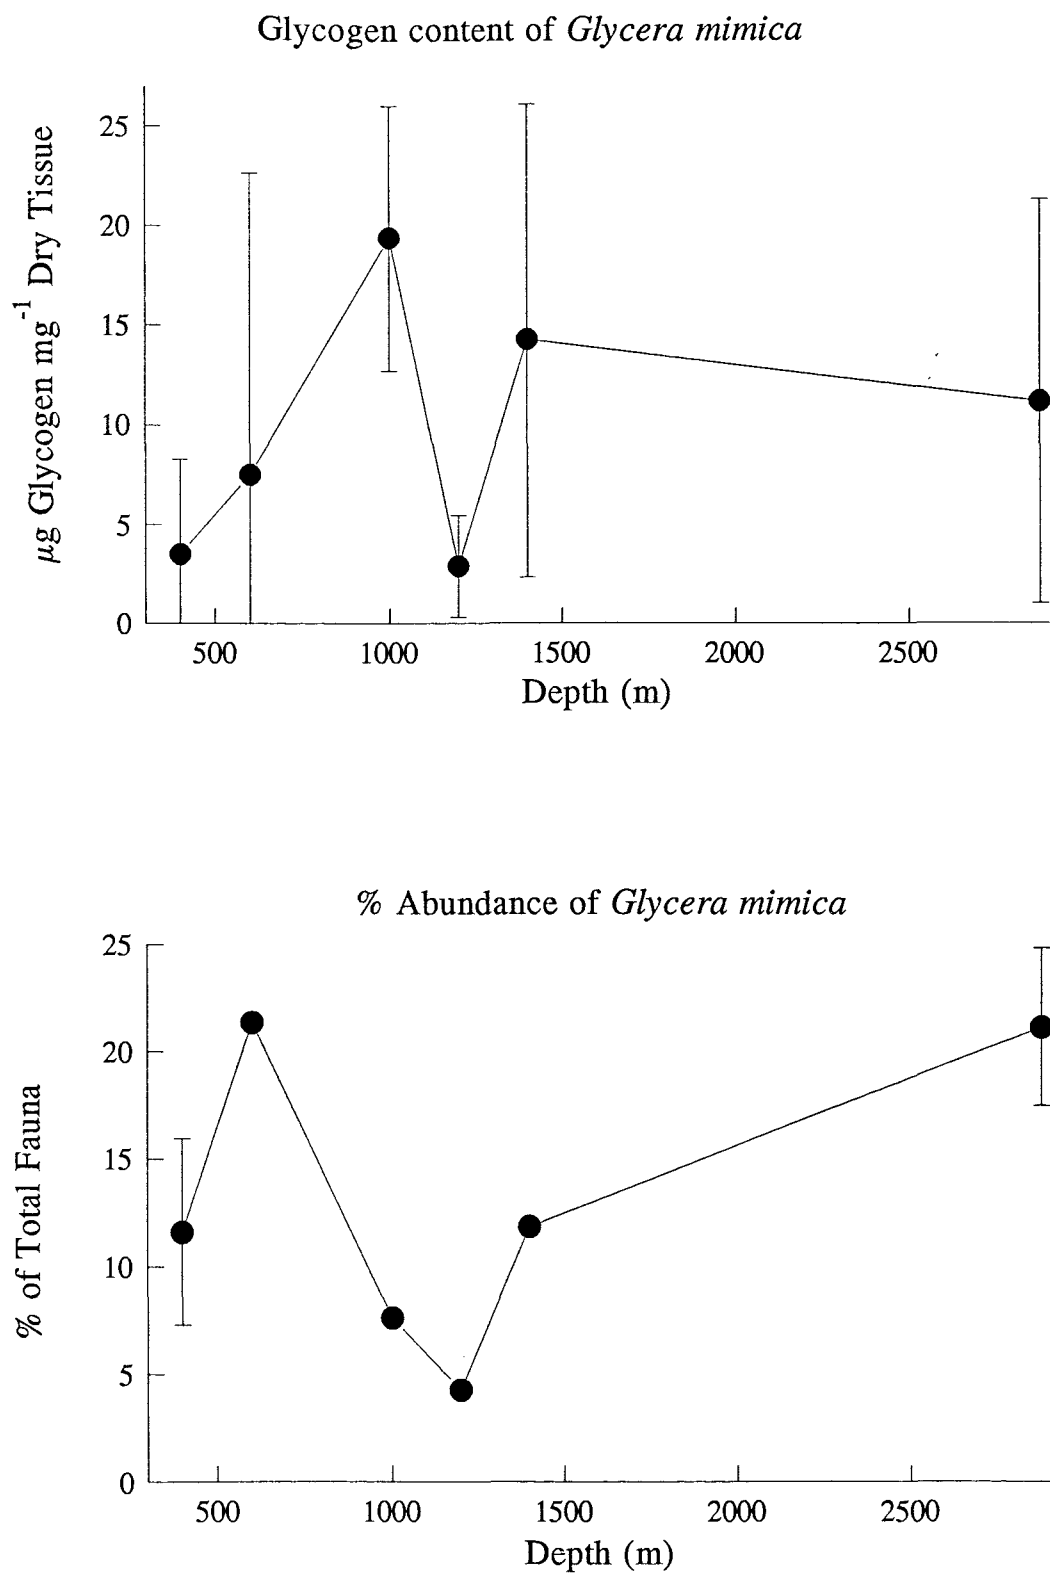 Glycogen content of Glycera mimica
µg Glycogen mg-1 Dry Tissue
25
20
15
10
5
0
500 1000 1500 2000 2500
Depth (m)
% Abundance of Glycera mimica
% of Total Fauna
25
20
15
10
5
0
500 1000 1500 2000 2500
Depth (m)